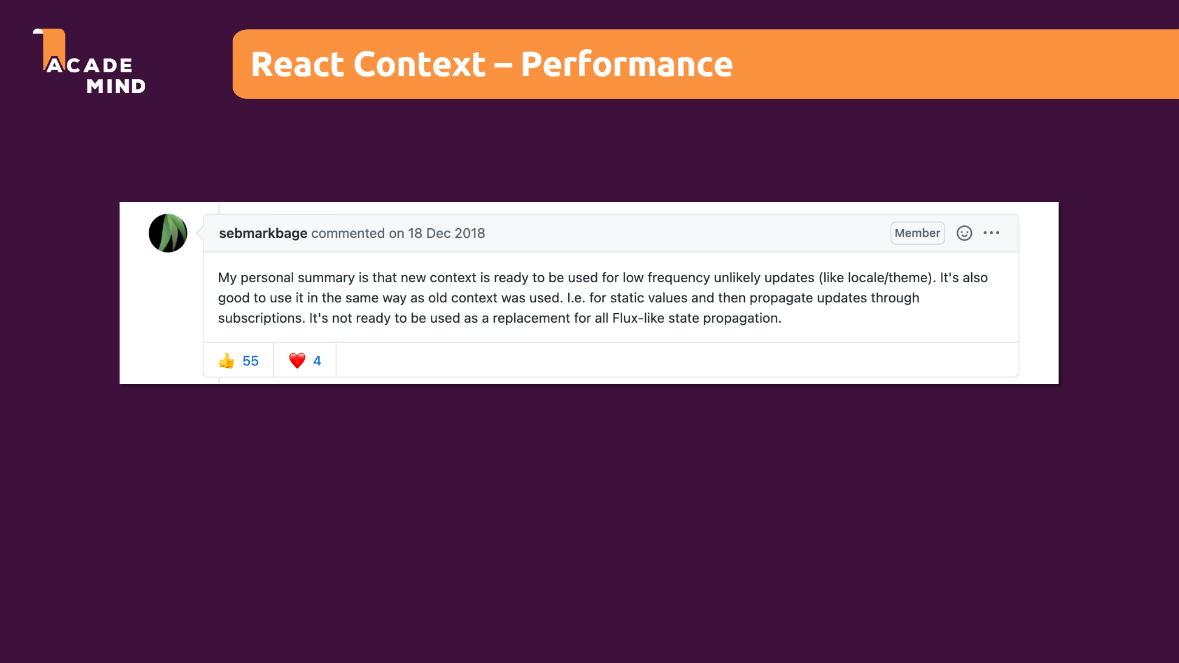 ACADE
MIND
React Context – Performance
sebmarkbage commented on 18 Dec 2018
Member
My personal summary is that new context is ready to be used for low frequency unlikely updates (like locale/theme). It's also
good to use it in the same way as old context was used. I.e. for static values and then propagate updates through
subscriptions. It's not ready to be used as a replacement for all Flux-like state propagation.
👍 55 ❤️ 4